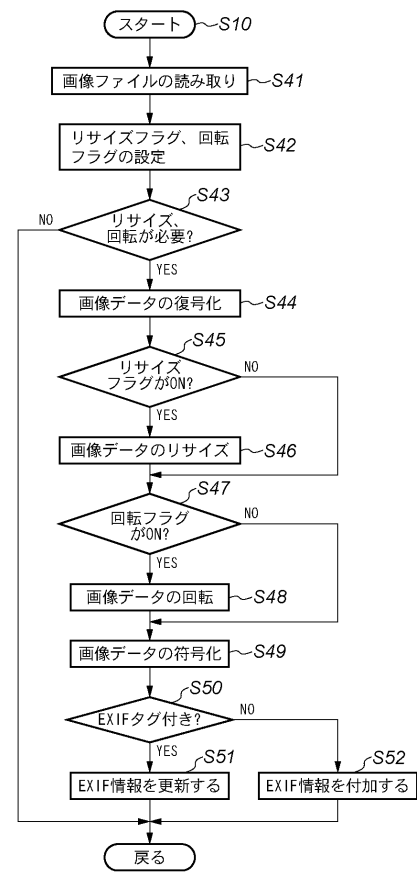 スタート
S10
画像ファイルの読み取り
S41
リサイズフラグ、回転
フラグの設定
S42
S43
リサイズ、
回転が必要?
NO
YES
画像データの復号化
S44
S45
リサイズ
フラグがON?
NO
YES
画像データのリサイズ
S46
S47
回転フラグ
がON?
NO
YES
画像データの回転
S48
画像データの符号化
S49
S50
EXIFタグ付き?
NO
YES
S51
EXIF情報を更新する
S52
EXIF情報を付加する
戻る